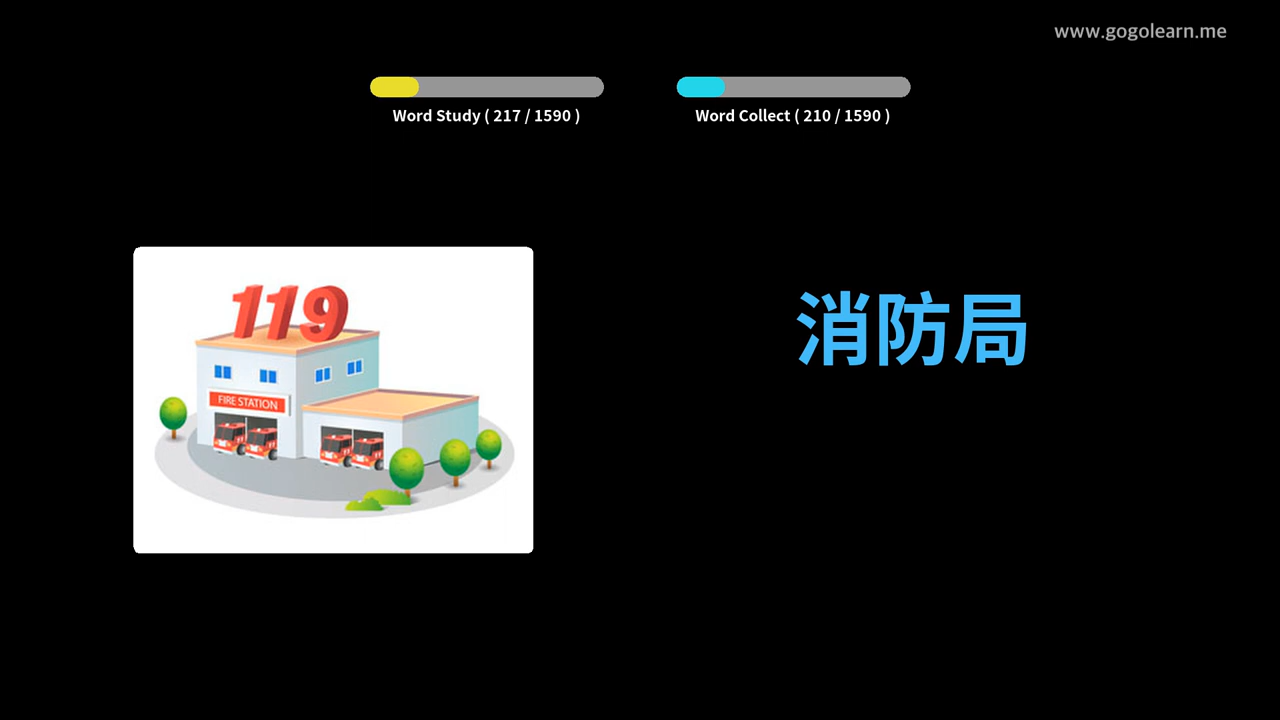 www.gogolearn.me
Word Study ( 217 / 1590 )
Word Collect ( 210 / 1590 )
119
FIRE STATION
消防局